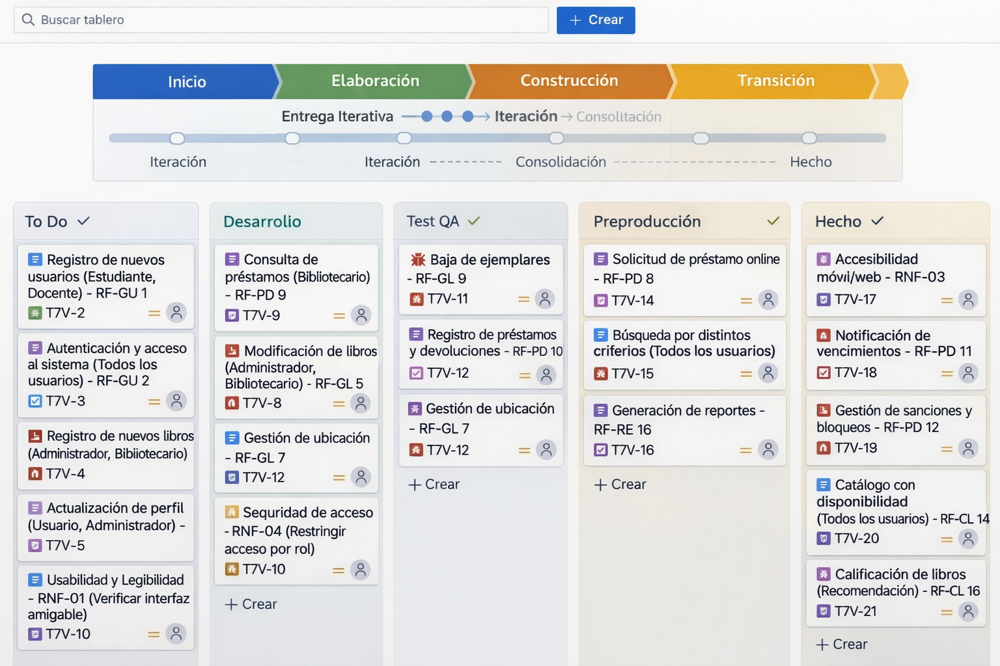 Buscar tablero
+ Crear
Inicio
Elaboración
Construcción
Transición
Entrega Iterativa
Iteración
Consolitación
Iteración
Iteración
Consolidación
Hecho
To Do
Registro de nuevos
usuarios (Estudiante,
Docente) - RF-GU 1
T7V-2
Autenticación y acceso
al sistema (Todos los
usuarios) - RF-GU 2
T7V-3
Registro de nuevos libros
(Administrador, Bibliotecario)
T7V-4
Actualización de perfil
(Usuario, Administrador) -
T7V-5
Usabilidad y Legibilidad
- RNF-01 (Verificar interfaz
amigable)
T7V-10
Desarrolio
Consulta de
préstamos (Bibliotecario)
- RF-PD 9
T7V-9
Modificación de libros
(Administrador,
Bibliotecario) - RF-GL 5
T7V-8
Gestión de ubicación
- RF-GL 7
T7V-12
Sequridad de acceso
- RNF-04 (Restringir
acceso por rol)
T7V-10
+ Crear
Test QA
Baja de ejemplares
- RF-GL 9
T7V-11
Registro de préstamos
y devoluciones - RF-PD 10
T7V-12
Gestión de ubicación
- RF-GL 7
T7V-12
+ Crear
Preproducción
Solicitud de préstamo online
- RF-PD 8
T7V-14
Búsqueda por distintos
criterios (Todos los usuarios)
T7V-15
Generación de reportes -
RF-RE 16
T7V-16
+ Crear
Hecho
Accesibilidad
móvil/web - RNF-03
T7V-17
Notificación de
vencimientos - RF-PD 11
T7V-18
Gestión de sanciones y
bloqueos - RF-PD 12
T7V-19
Catálogo con
disponibilidad
(Todos los usuarios) - RF-CL 14
T7V-20
Calificación de libros
(Recomendación) - RF-CL 16
T7V-21
+ Crear